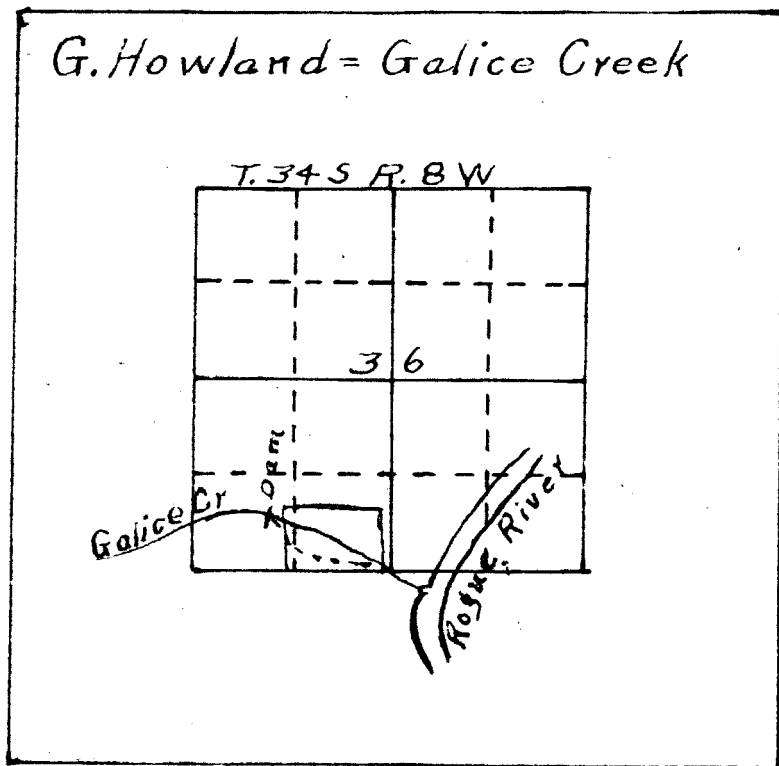 G. Howland = Galice Creek
T. 34 S R. 8 W
36
Dam
Galice Cr
Rogue River